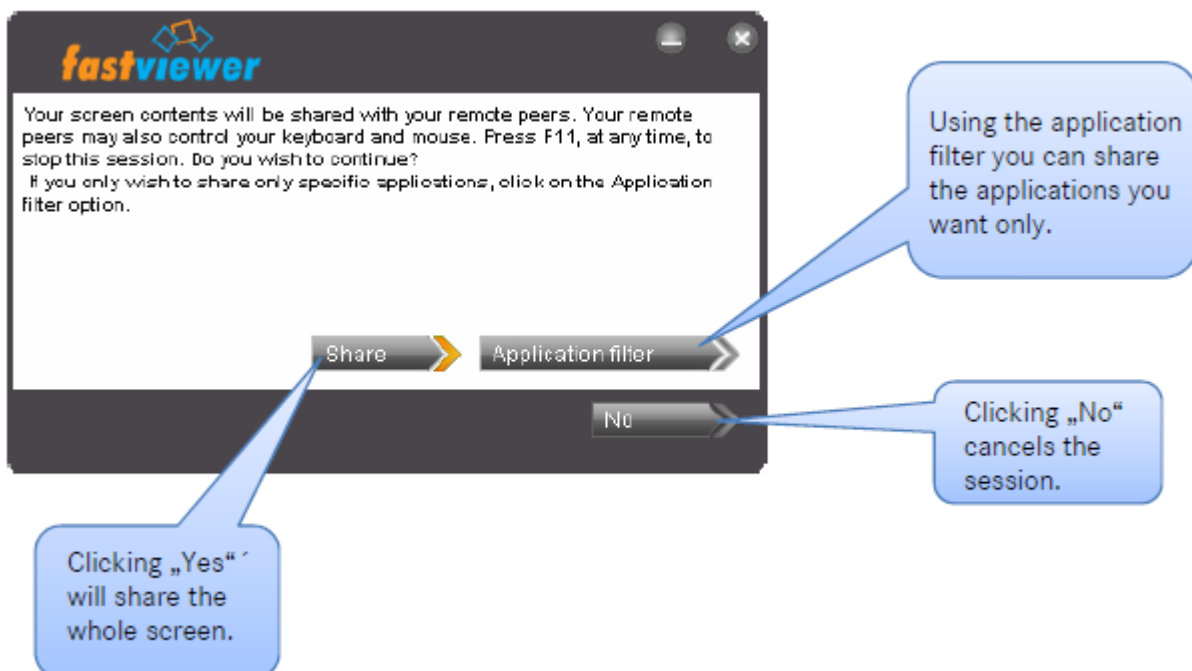 fastviewer
Your screen contents will be shared with your remote peers. Your remote
peers may also control your keyboard and mouse. Press F11, at any time, to
stop this session. Do you wish to continue?
If you only wish to share only specific applications, click on the Application
filter option.
Share
Application filter
No
Using the application
filter you can share
the applications you
want only.
Clicking „No“
cancels the
session.
Clicking „Yes“ ´
will share the
whole screen.